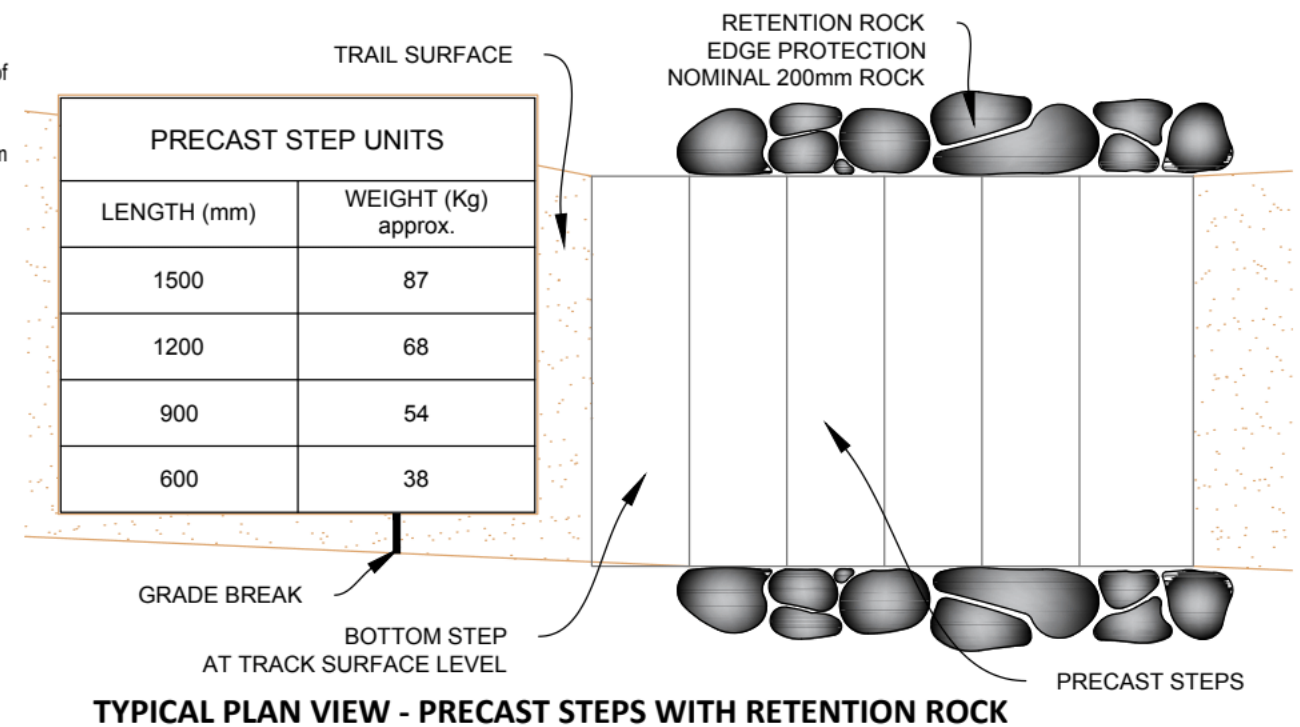 of
m
TRAIL SURFACE
RETENTION ROCK
EDGE PROTECTION
NOMINAL 200mm ROCK
PRECAST STEP UNITS
LENGTH (mm)
WEIGHT (Kg)
approx.
1500
87
1200
68
900
54
600
38
GRADE BREAK
BOTTOM STEP
AT TRACK SURFACE LEVEL
PRECAST STEPS
TYPICAL PLAN VIEW - PRECAST STEPS WITH RETENTION ROCK